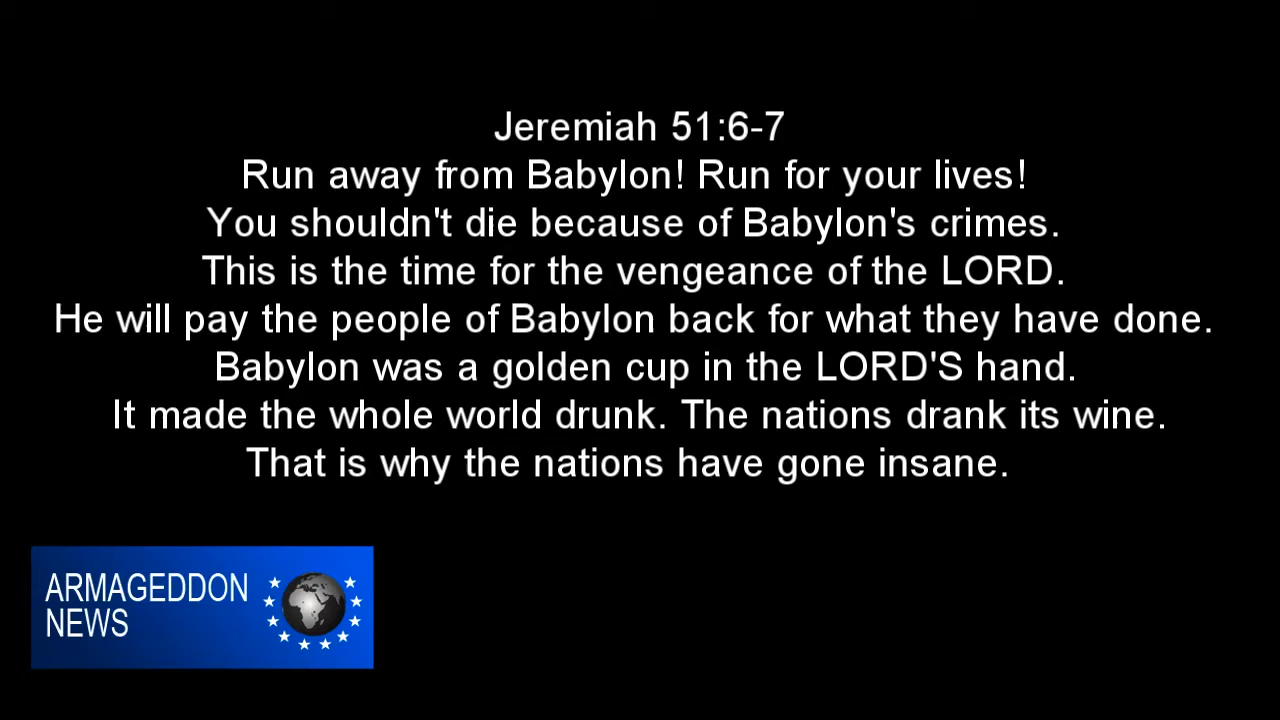 Jeremiah 51:6-7
Run away from Babylon! Run for your lives!
You shouldn't die because of Babylon's crimes.
This is the time for the vengeance of the LORD.
He will pay the people of Babylon back for what they have done.
Babylon was a golden cup in the LORD'S hand.
It made the whole world drunk. The nations drank its wine.
That is why the nations have gone insane.
ARMAGEDDON
NEWS